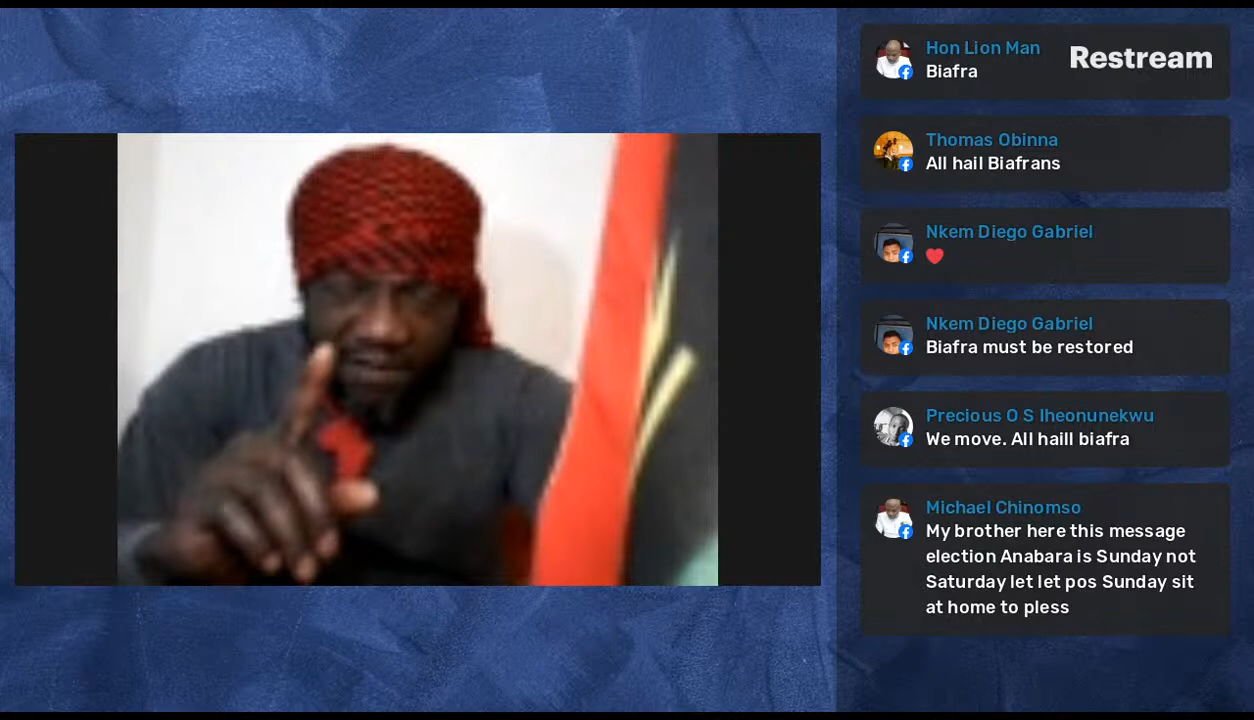 Restream
Hon Lion Man
Biafra
Thomas Obinna
All hail Biafrans
Nkem Diego Gabriel
Nkem Diego Gabriel
Biafra must be restored
Precious O S Iheonunekwu
We move. All haill biafra
Michael Chinomso
My brother here this message
election Anabara is Sunday not
Saturday let let pos Sunday sit
at home to pless